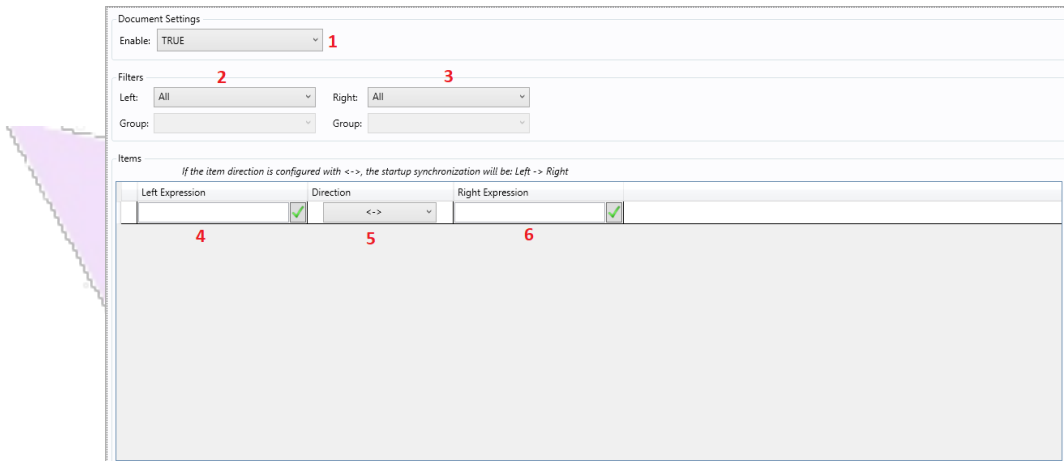 Document Settings
Enable: TRUE 1
2 3
Filters
Left: All Right: All
Group: Group:
Items
If the item direction is configured with <->, the startup synchronization will be: Left -> Right
Left Expression Direction Right Expression
<->
4 5 6